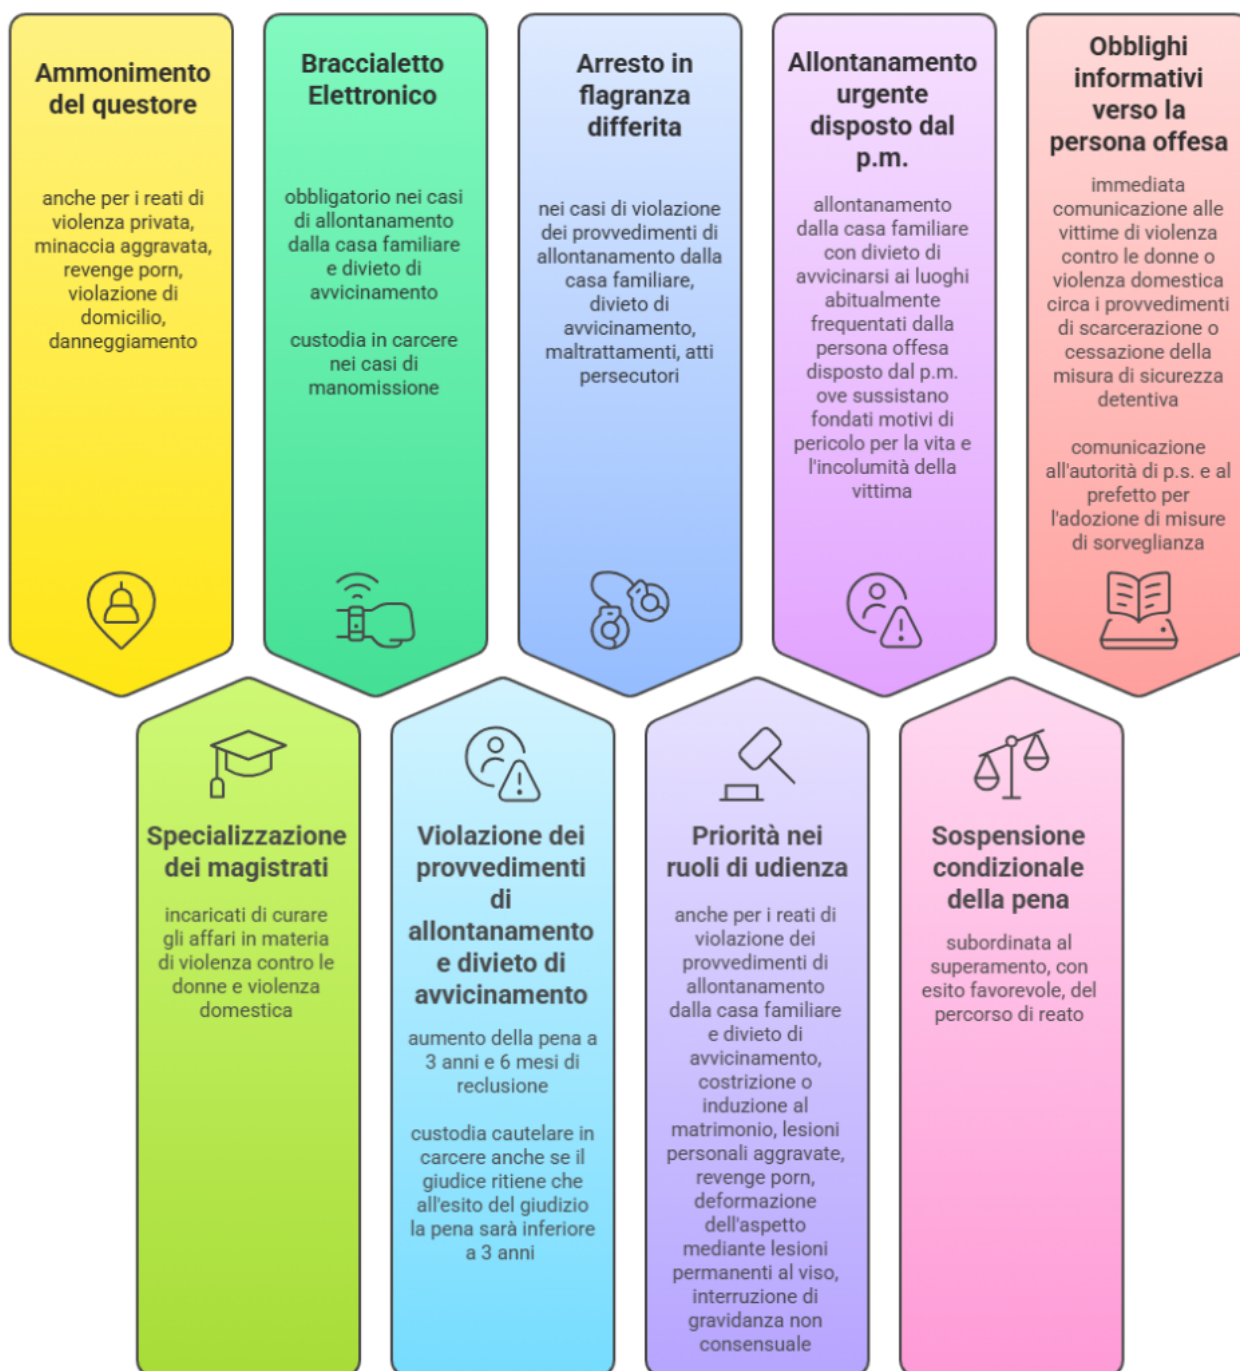 Ammonimento
del questore
anche per i reati di
violenza privata,
minaccia aggravata,
revenge porn,
violazione di
domicilio,
danneggiamento
Braccialetto
Elettronico
obbligatorio nei casi
di allontanamento
dalla casa familiare
e divieto di
avvicinamento
custodia in carcere
nei casi di
manomissione
Arresto in
flagranza
differita
nei casi di violazione
dei provvedimenti di
allontanamento dalla
casa familiare,
divieto di
avvicinamento,
maltrattamenti, atti
persecutori
Allontanamento
urgente
disposto dal
p.m.
allontanamento
dalla casa familiare
con divieto di
avvicinarsi ai luoghi
abitualmente
frequentati dalla
persona offesa
disposto dal p.m.
ove sussistano
fondati motivi di
pericolo per la vita e
l'incolumità della
vittima
Obblighi
informativi
verso la
persona offesa
immediata
comunicazione alle
vittime di violenza
contro le donne o
violenza domestica
circa i provvedimenti
di scarcerazione o
cessazione della
misura di sicurezza
detentiva
comunicazione
all'autorità di p.s. e al
prefetto per
l'adozione di misure
di sorveglianza
Specializzazione
dei magistrati
incaricati di curare
gli affari in materia
di violenza contro le
donne e violenza
domestica
Violazione dei
provvedimenti
di
allontanamento
e divieto di
avvicinamento
aumento della pena a
3 anni e 6 mesi di
reclusione
custodia cautelare in
carcere anche se il
giudice ritiene che
all'esito del giudizio
la pena sarà inferiore
a 3 anni
Priorità nei
ruoli di udienza
anche per i reati di
violazione dei
provvedimenti di
allontanamento
dalla casa familiare
e divieto di
avvicinamento,
costrizione o
induzione al
matrimonio, lesioni
personali aggravate,
revenge porn,
deformazione
dell'aspetto
mediante lesioni
permanenti al viso,
interruzione di
gravidanza non
consensuale
Sospensione
condizionale
della pena
subordinata al
superamento, con
esito favorevole, del
percorso di reato